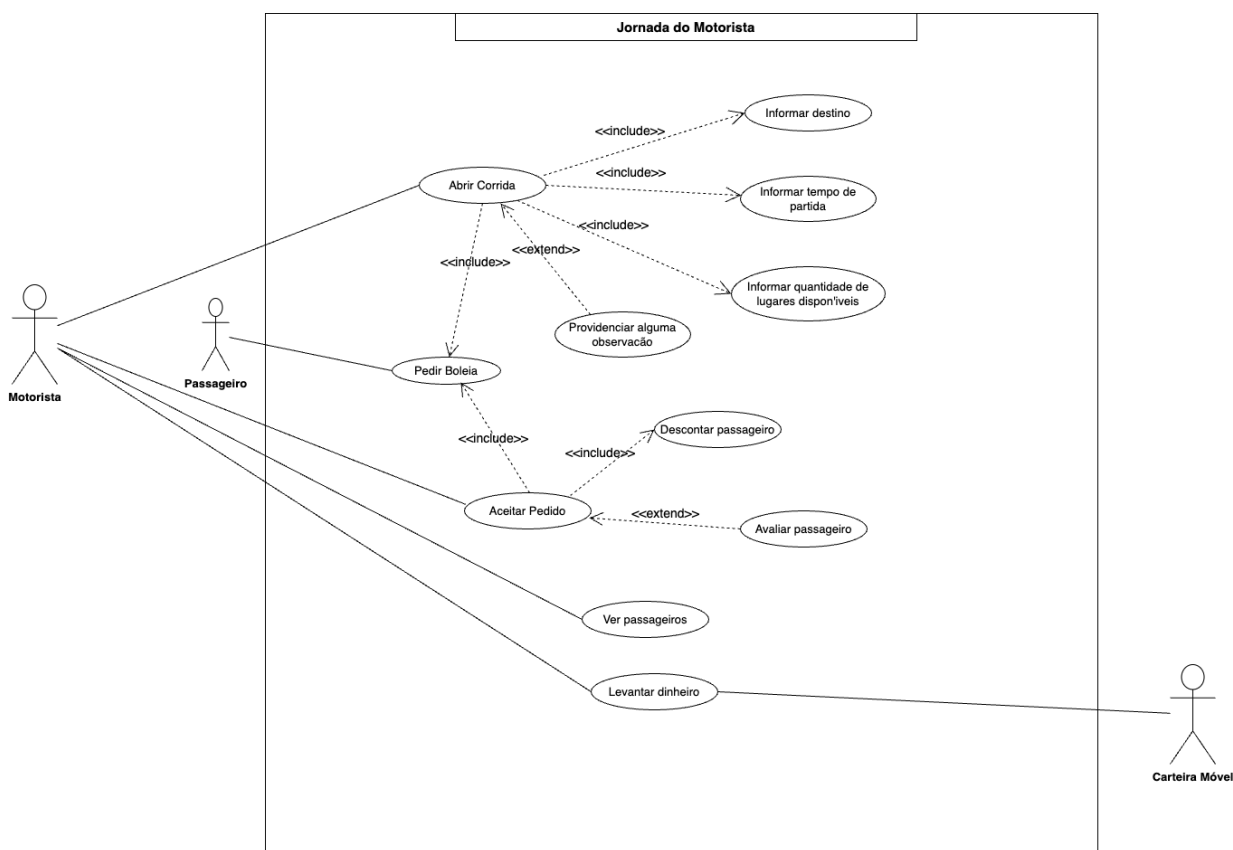 Jornada do Motorista
Informar destino
<<include>>
<<include>>
Abrir Corrida
Informar tempo de
partida
<<include>>
<<extend>>
<<include>>
Informar quantidade de
lugares dispon'iveis
Providenciar alguma
observacão
Pedir Boleia
Passageiro
Motorista
Descontar passageiro
<<include>>
<<include>>
Aceitar Pedido
<<extend>>
Avaliar passageiro
Ver passageiros
Levantar dinheiro
Carteira Móvel